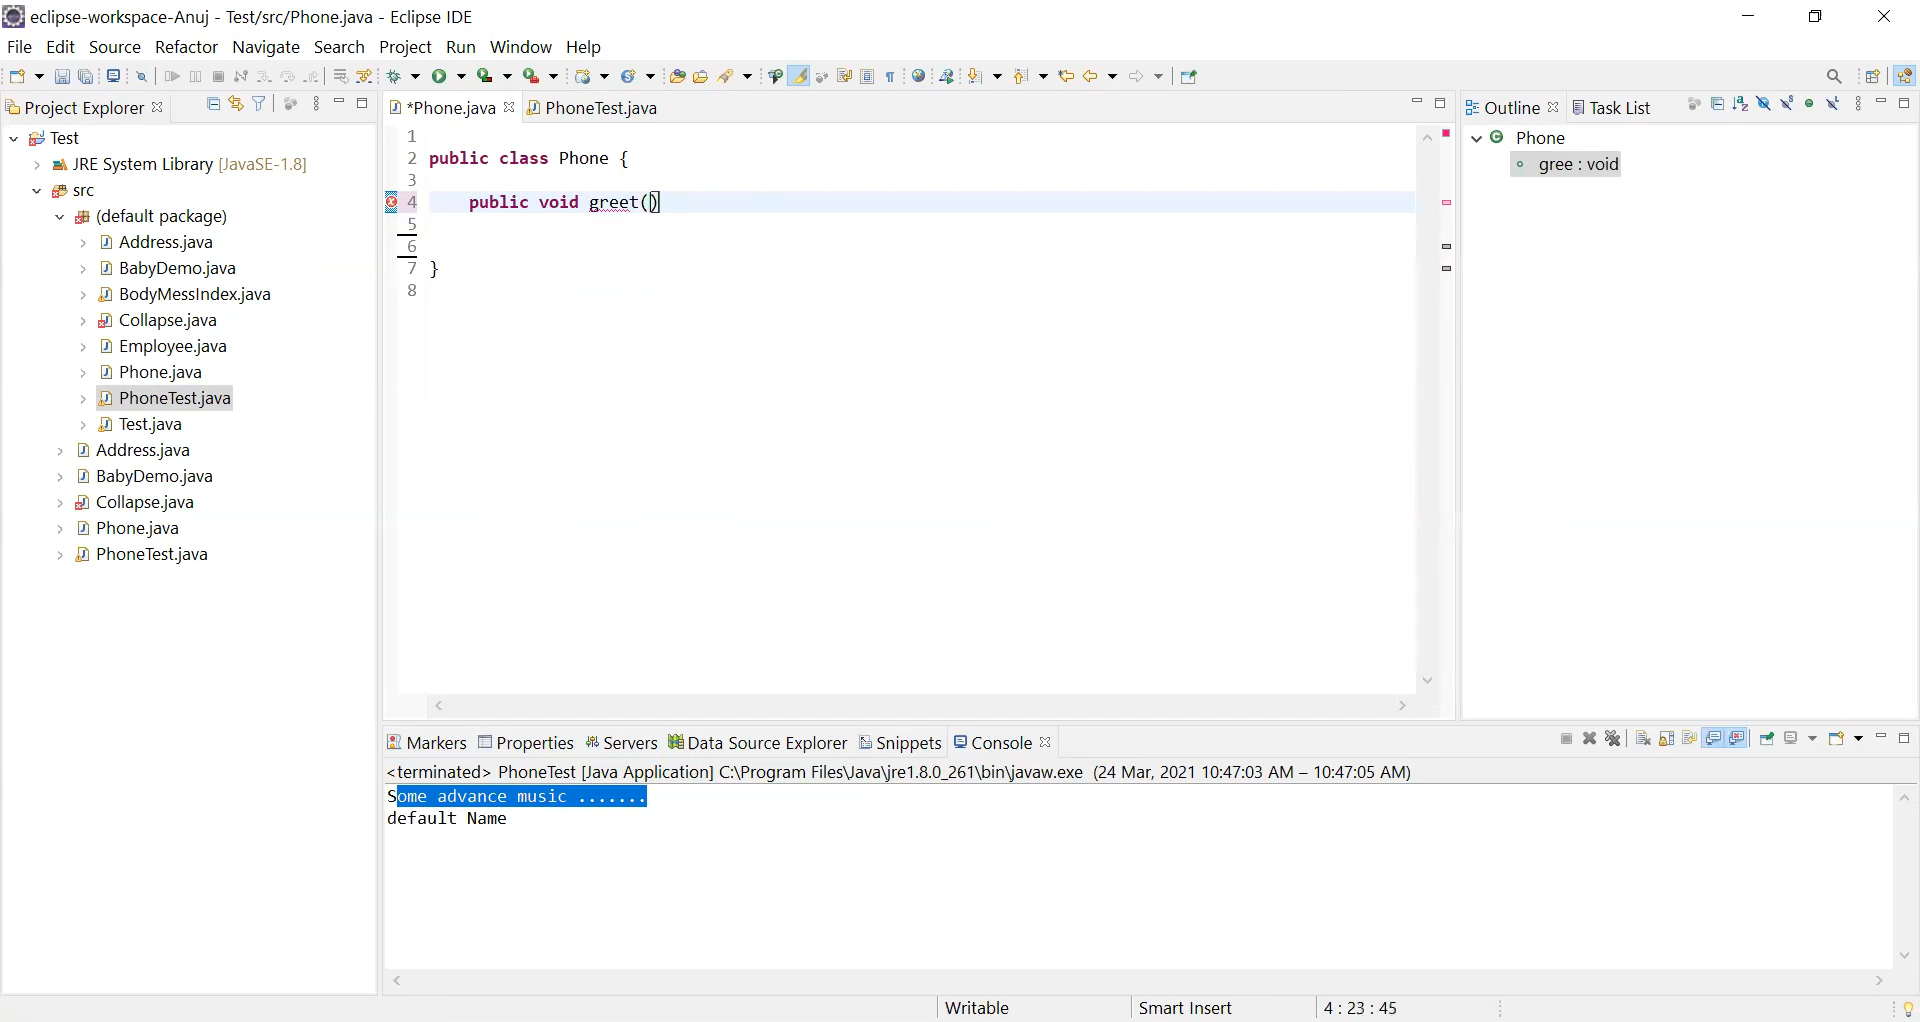 eclipse-workspace-Anuj - Test/src/Phone.java - Eclipse IDE
File Edit Source Refactor Navigate Search Project Run Window Help
Project Explorer
Test
JRE System Library [JavaSE-1.8]
src
(default package)
Address.java
BabyDemo.java
BodyMessIndex.java
Collapse.java
Employee.java
Phone.java
PhoneTest.java
Test.java
Address.java
BabyDemo.java
Collapse.java
Phone.java
PhoneTest.java
*Phone.java PhoneTest.java
1
2 public class Phone {
3
4 public void greet()
5
6
7 }
8
Outline Task List
Phone
gree : void
Markers Properties Servers Data Source Explorer Snippets Console
<terminated> PhoneTest [Java Application] C:\Program Files\Java\jre1.8.0_261\bin\javaw.exe (24 Mar, 2021 10:47:03 AM – 10:47:05 AM)
Some advance music .......
default Name
Writable Smart Insert 4 : 23 : 45